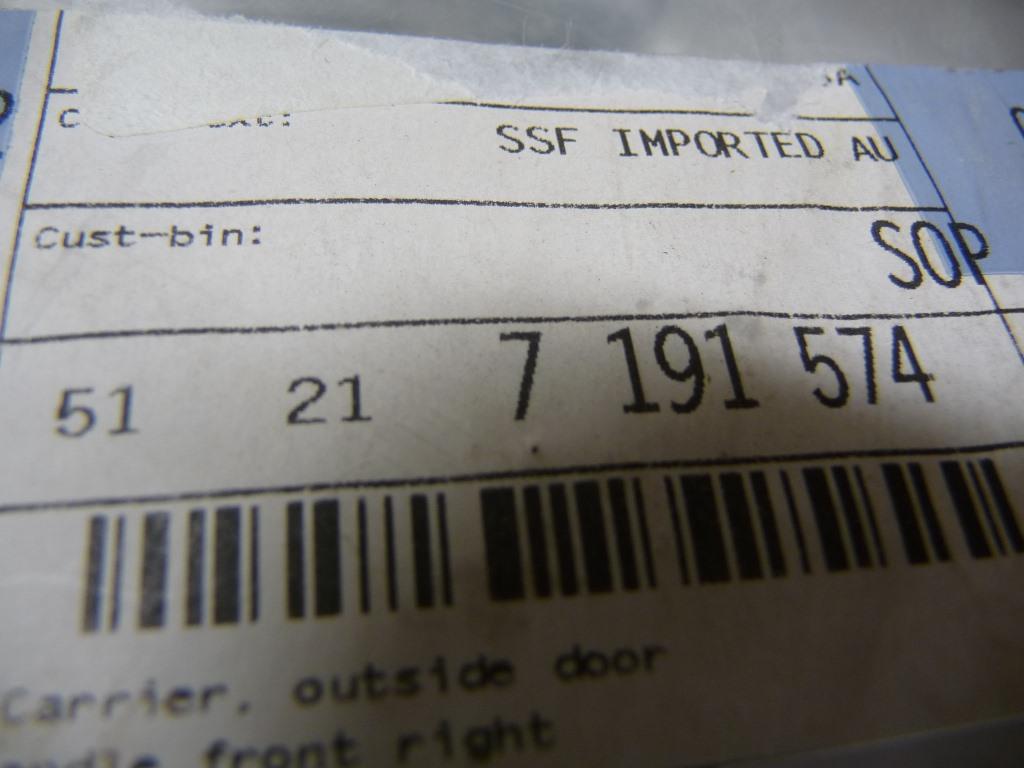 SSF IMPORTED AU
Cust-bin:
SOP
51 21 7 191 574
Carrier, outside door
front right